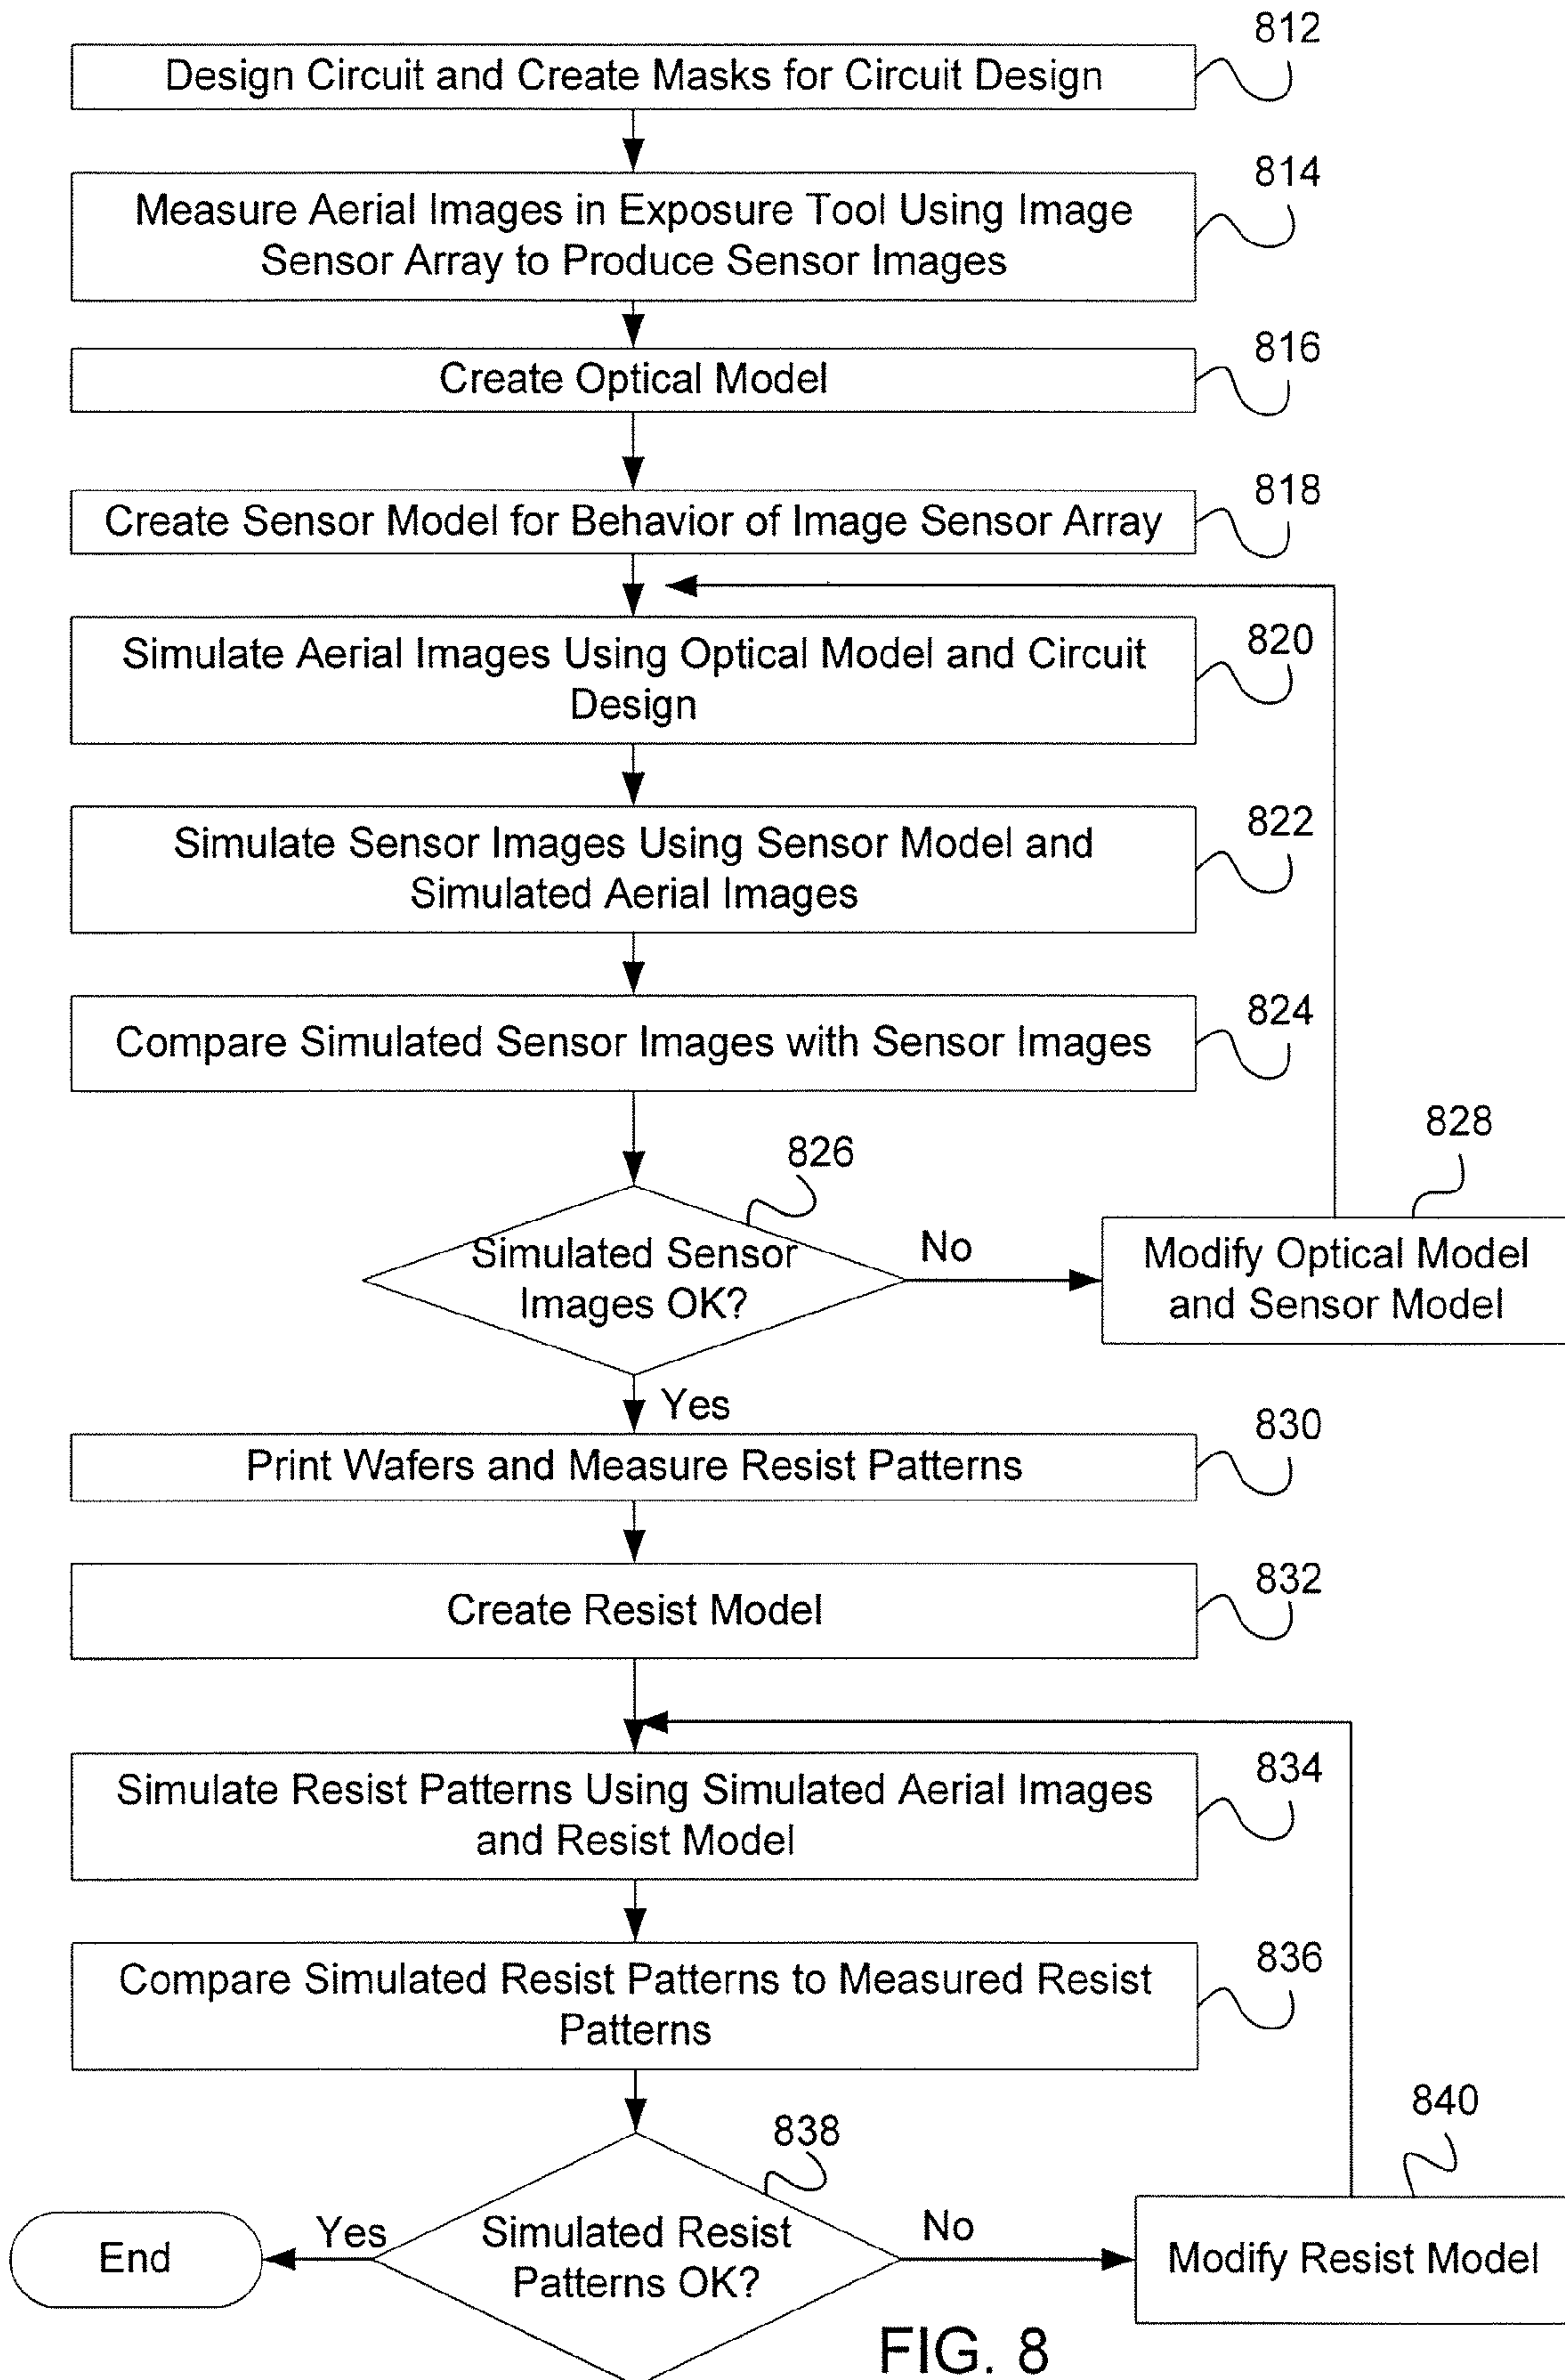 812
Design Circuit and Create Masks for Circuit Design
814
Measure Aerial Images in Exposure Tool Using Image
Sensor Array to Produce Sensor Images
816
Create Optical Model
818
Create Sensor Model for Behavior of Image Sensor Array
820
Simulate Aerial Images Using Optical Model and Circuit
Design
822
Simulate Sensor Images Using Sensor Model and
Simulated Aerial Images
824
Compare Simulated Sensor Images with Sensor Images
826
828
Simulated Sensor
Images OK?
No
Modify Optical Model
and Sensor Model
Yes
830
Print Wafers and Measure Resist Patterns
832
Create Resist Model
834
Simulate Resist Patterns Using Simulated Aerial Images
and Resist Model
836
Compare Simulated Resist Patterns to Measured Resist
Patterns
838
840
End
Yes
Simulated Resist
Patterns OK?
No
Modify Resist Model
FIG. 8